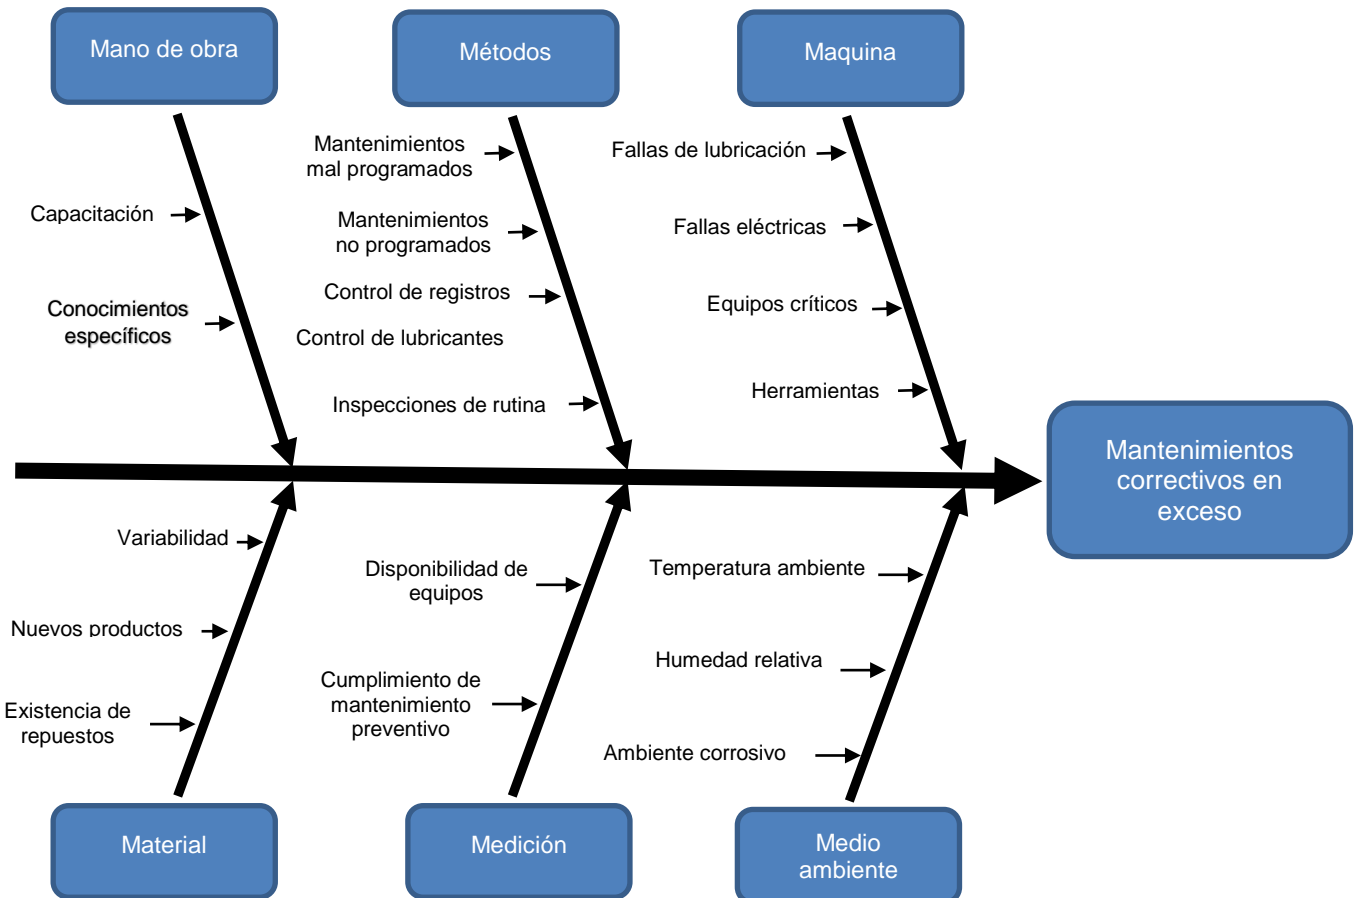 Mano de obra
Métodos
Maquina
Mantenimientos
mal programados
Fallas de lubricación
Capacitación
Mantenimientos
no programados
Fallas eléctricas
Conocimientos
específicos
Control de registros
Equipos críticos
Control de lubricantes
Inspecciones de rutina
Herramientas
Mantenimientos
correctivos en
exceso
Variabilidad
Disponibilidad de
equipos
Temperatura ambiente
Nuevos productos
Humedad relativa
Existencia de
repuestos
Cumplimiento de
mantenimiento
preventivo
Ambiente corrosivo
Material
Medición
Medio
ambiente